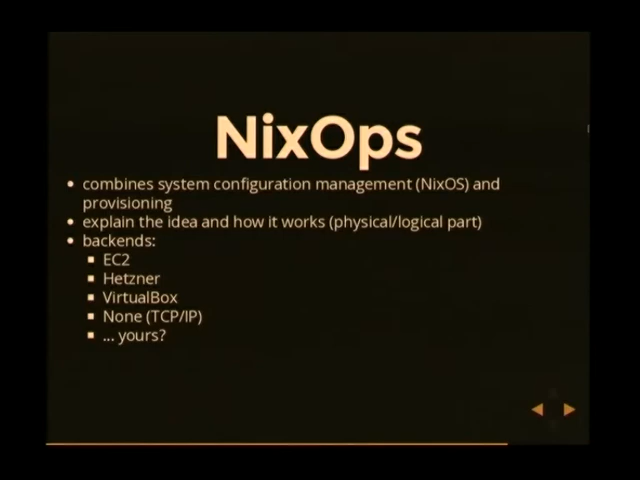 NixOps
combines system configuration management (NixOS) and
provisioning
explain the idea and how it works (physical/logical part)
backends:
EC2
Hetzner
VirtualBox
None (TCP/IP)
... yours?